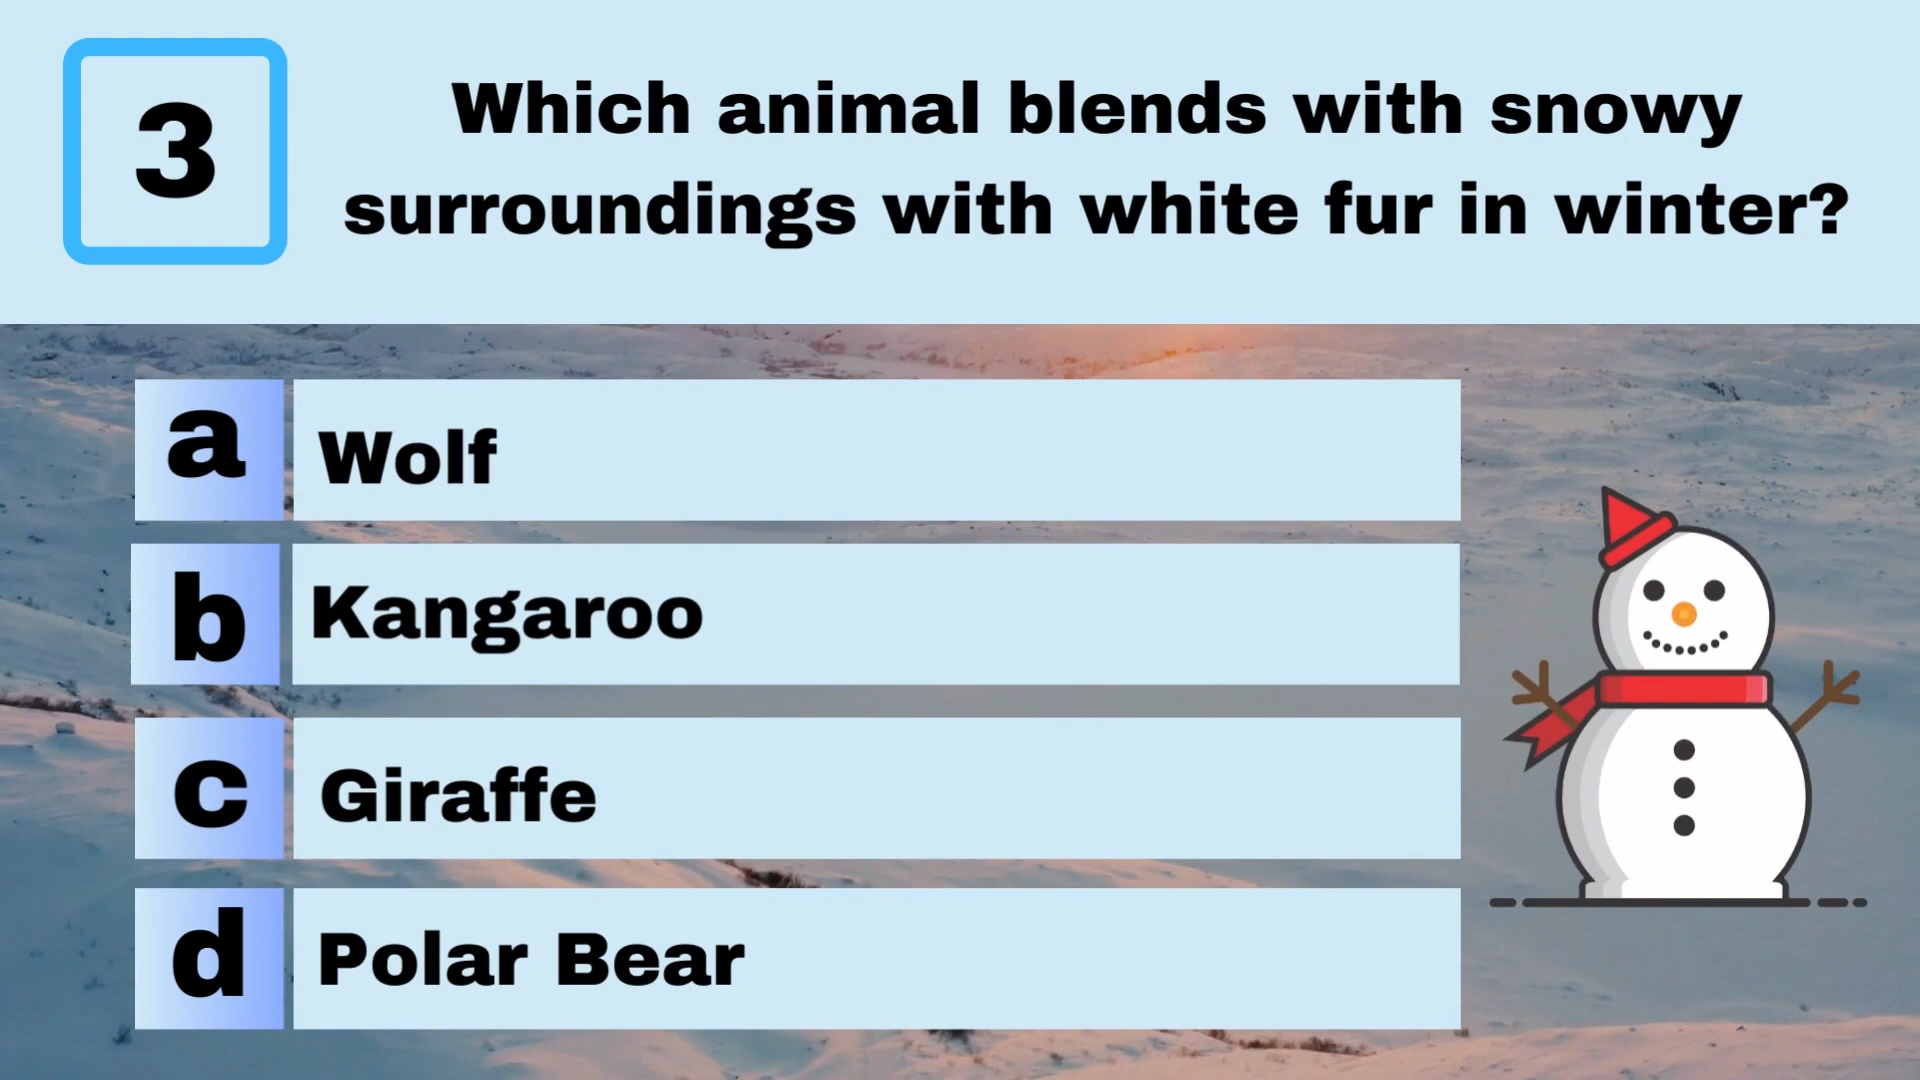 3
Which animal blends with snowy
surroundings with white fur in winter?
a
Wolf
b
Kangaroo
c
Giraffe
d
Polar Bear